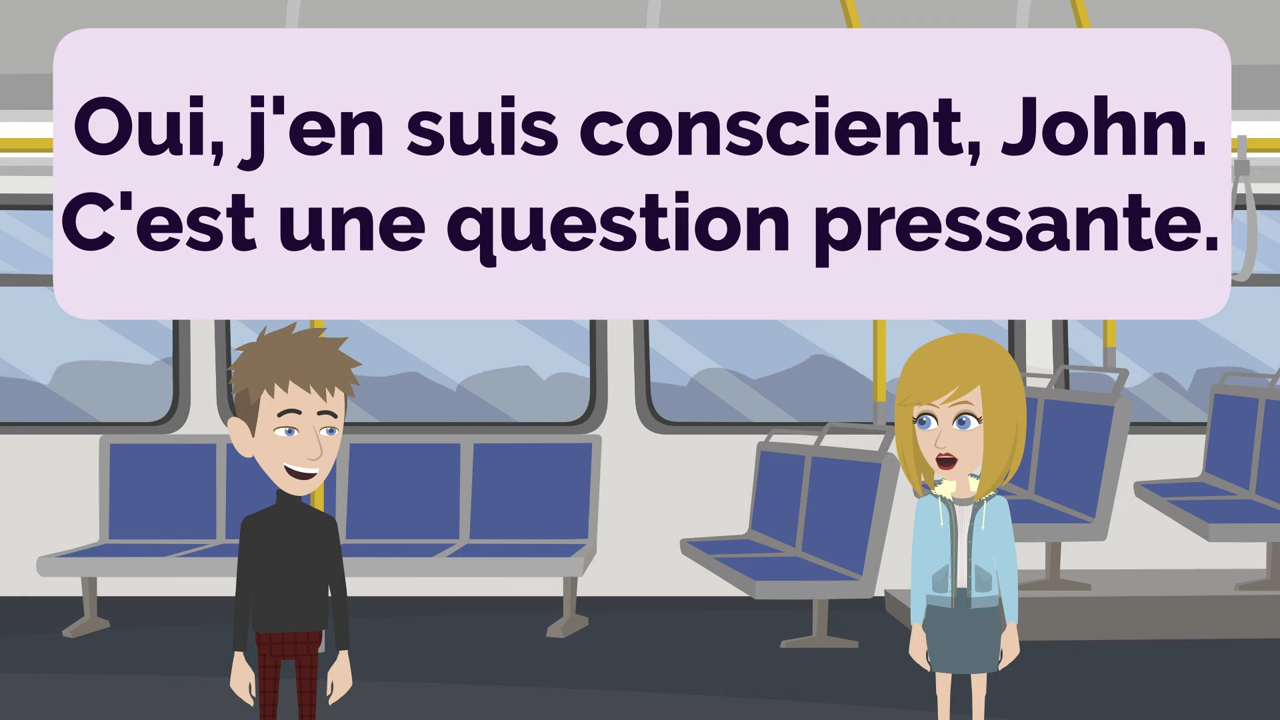 Oui, j'en suis conscient, John.
C'est une question pressante.